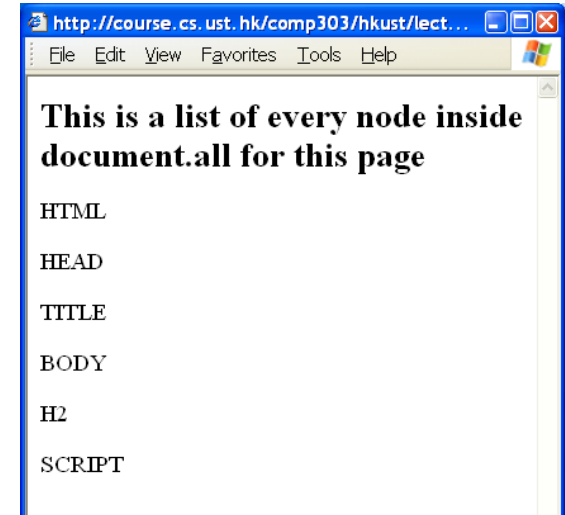 http://course.cs.ust.hk/comp303/hkust/lect...
File Edit View Favorites Tools Help
This is a list of every node inside
document.all for this page
HTML
HEAD
TITLE
BODY
H2
SCRIPT